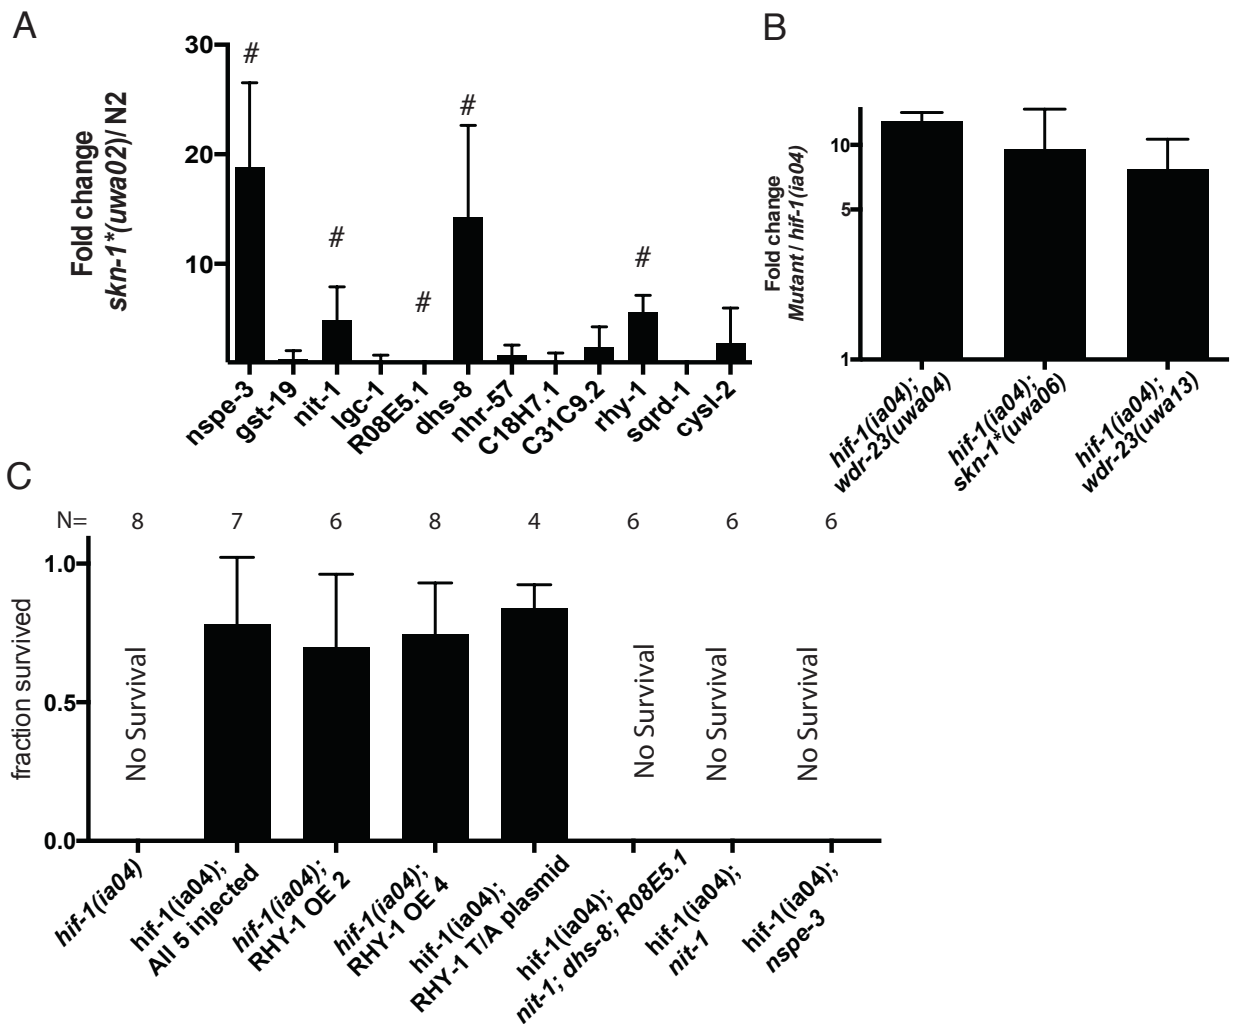 A
Fold change
skn-1*(uwa02)/ N2
30
20
10
#
#
#
#
#
nspe-3
gst-19
nit-1
lgc-1
R08E5.1
dhs-8
nhr-57
C18H7.1
C31C9.2
rhy-1
sqrd-1
cysl-2
B
Fold change
Mutant / hif-1(ia04)
10
5
1
hif-1(ia04);
wdr-23(uwa04)
hif-1(ia04);
skn-1*(uwa06)
hif-1(ia04);
wdr-23(uwa13)
C
N= 8 7 6 8 4 6 6 6
fraction survived
1.0
0.5
0.0
No Survival
No Survival
No Survival
No Survival
hif-1(ia04)
hif-1(ia04);
All 5 injected
hif-1(ia04);
RHY-1 OE 2
hif-1(ia04);
RHY-1 OE 4
hif-1(ia04);
RHY-1 T/A plasmid
hif-1(ia04);
nit-1; dhs-8; R08E5.1
hif-1(ia04);
nit-1
hif-1(ia04);
nspe-3